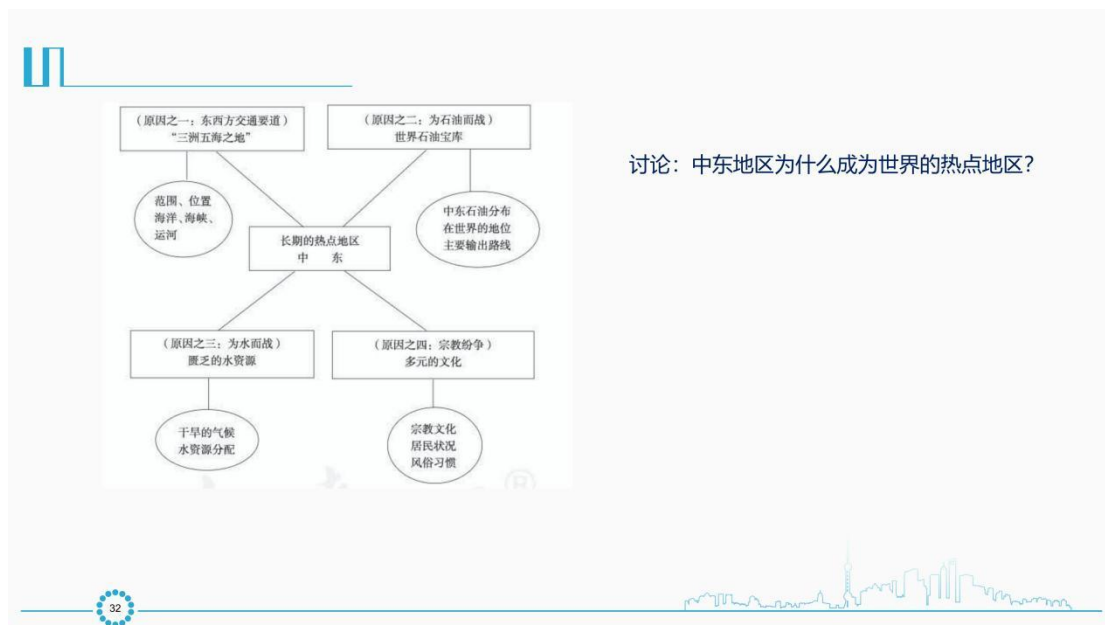 （原因之一：东西方交通要道）
“三洲五海之地”
（原因之二：为石油而战）
世界石油宝库
范围、位置
海洋、海峡、
运河
中东石油分布
在世界的地位
主要输出路线
长期的热点地区
中 东
（原因之三：为水而战）
匮乏的水资源
（原因之四：宗教纷争）
多元的文化
干旱的气候
水资源分配
宗教文化
居民状况
风俗习惯
讨论：中东地区为什么成为世界的热点地区？
32